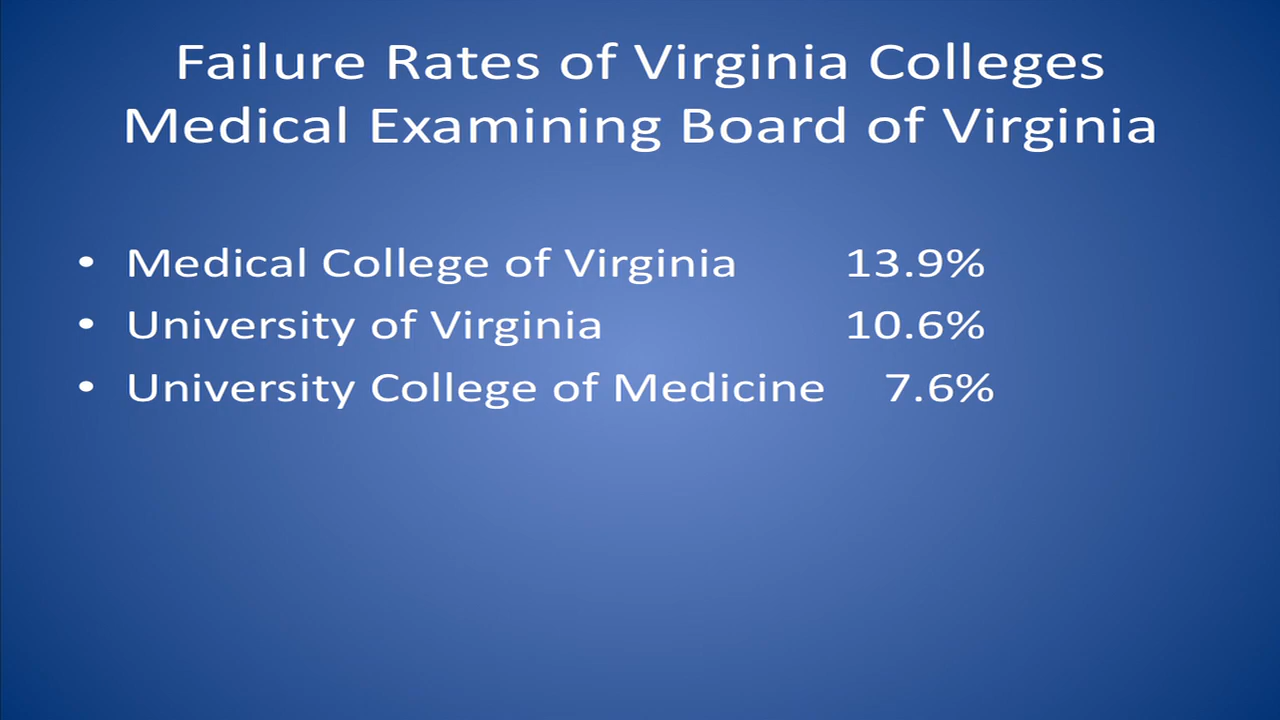 Failure Rates of Virginia Colleges
Medical Examining Board of Virginia
• Medical College of Virginia 13.9%
• University of Virginia 10.6%
• University College of Medicine 7.6%